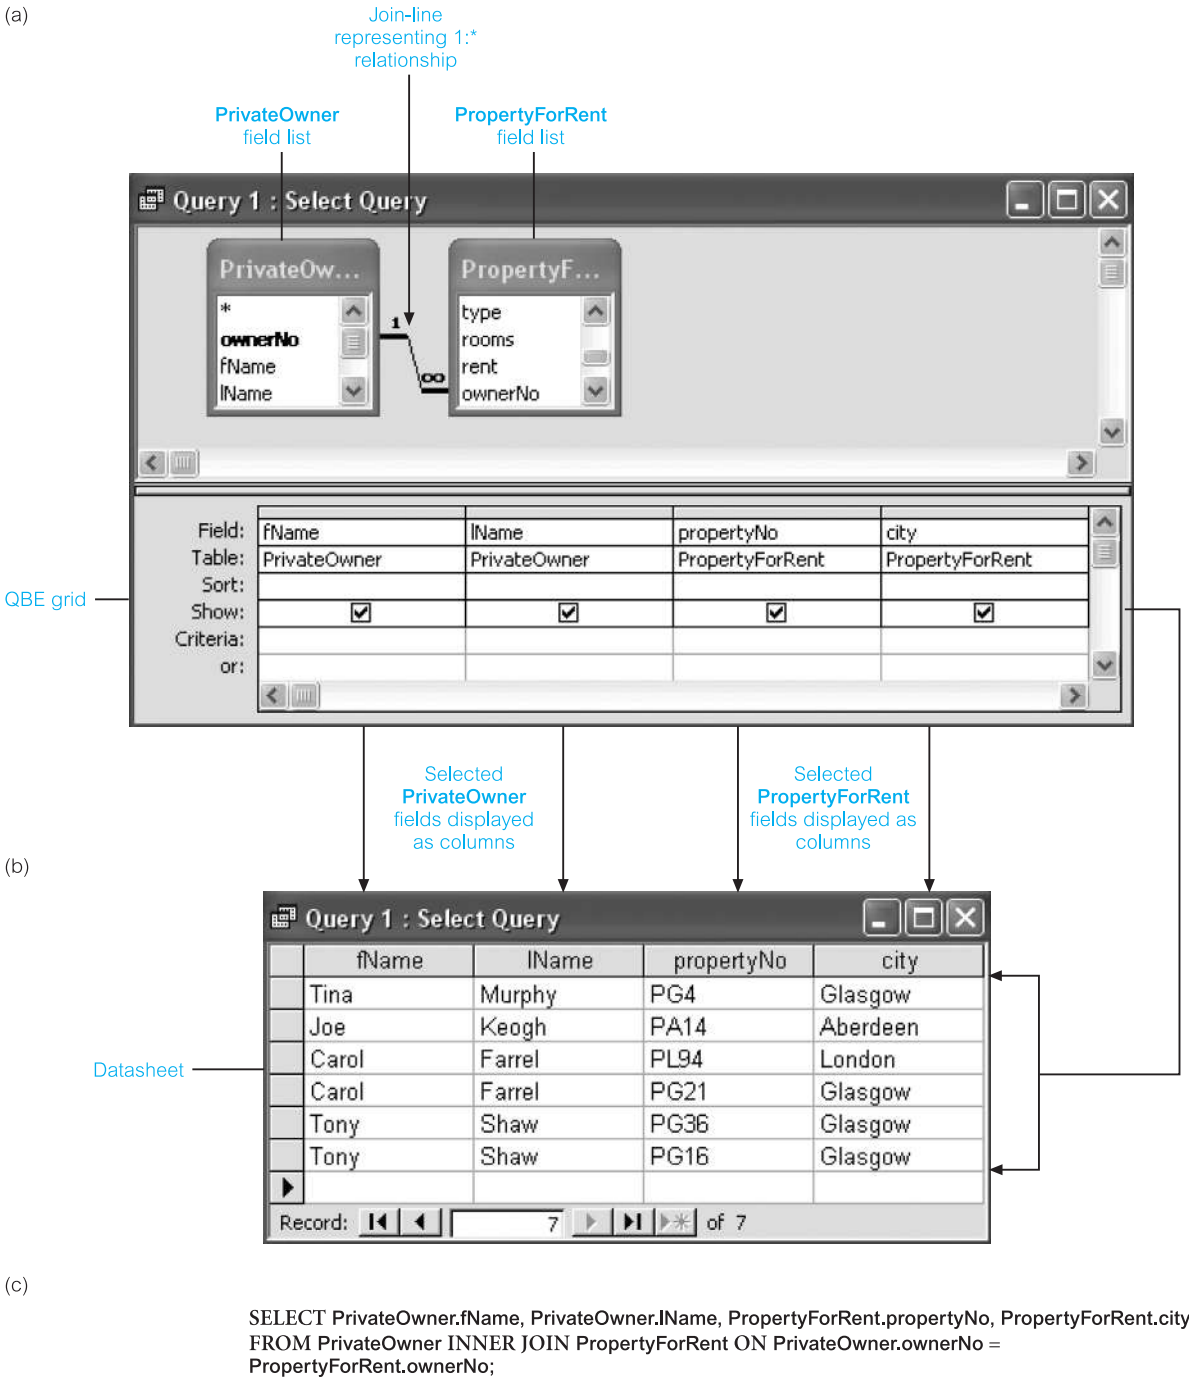 (a)
Join-line
representing 1:*
relationship
PrivateOwner
field list
PropertyForRent
field list
Query 1 : Select Query
PrivateOw...
*
ownerNo
fName
lName
1
∞
PropertyF...
type
rooms
rent
ownerNo
QBE grid
Field: fName lName propertyNo city
Table: PrivateOwner PrivateOwner PropertyForRent PropertyForRent
Sort:
Show:
Criteria:
or:
Selected
PrivateOwner
fields displayed
as columns
Selected
PropertyForRent
fields displayed as
columns
(b)
Query 1 : Select Query
fName lName propertyNo city
Tina Murphy PG4 Glasgow
Joe Keogh PA14 Aberdeen
Carol Farrel PL94 London
Carol Farrel PG21 Glasgow
Tony Shaw PG36 Glasgow
Tony Shaw PG16 Glasgow
Datasheet
Record: 7 of 7
(c)
SELECT PrivateOwner.fName, PrivateOwner.lName, PropertyForRent.propertyNo, PropertyForRent.city
FROM PrivateOwner INNER JOIN PropertyForRent ON PrivateOwner.ownerNo =
PropertyForRent.ownerNo;